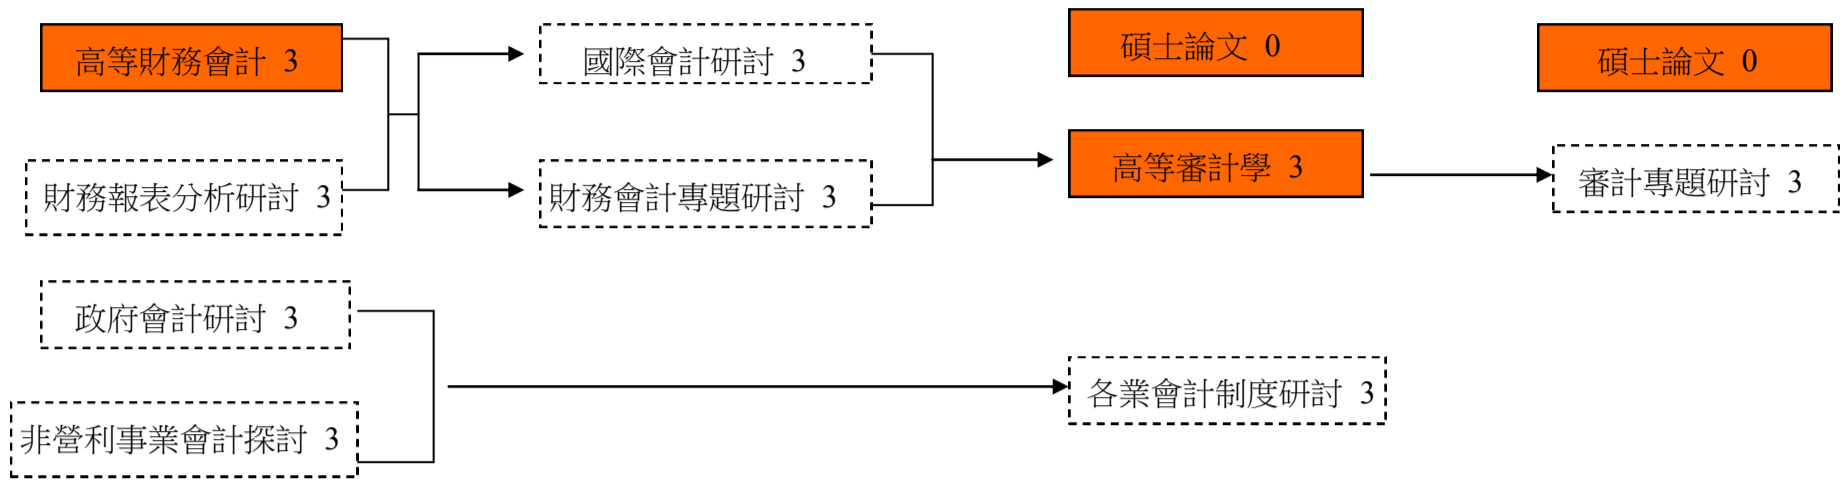 高等財務會計 3
國際會計研討 3
碩士論文 0
碩士論文 0
財務報表分析研討 3
財務會計專題研討 3
高等審計學 3
審計專題研討 3
政府會計研討 3
各業會計制度研討 3
非營利事業會計探討 3